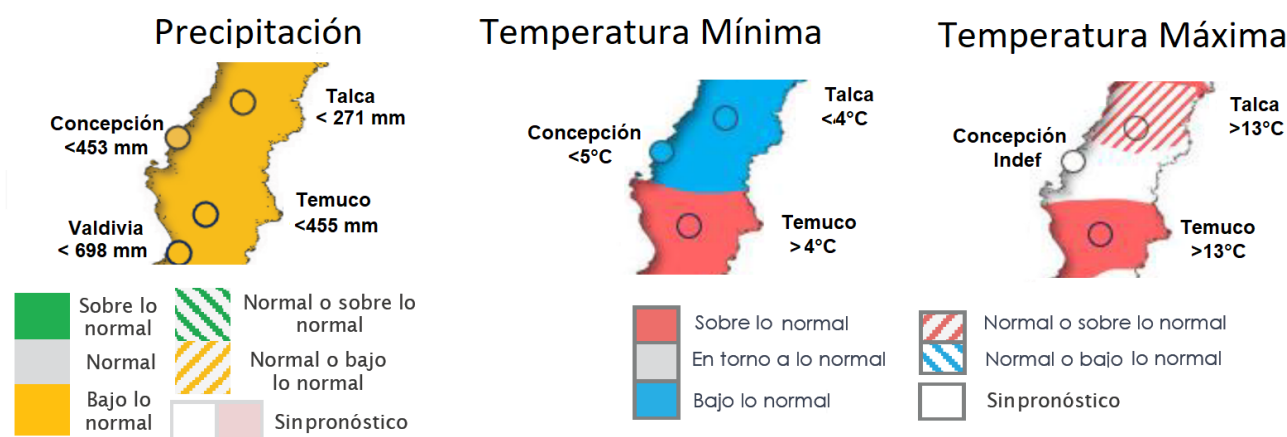 Precipitación
Talca
< 271 mm
Concepción
<453 mm
Temuco
<455 mm
Valdivia
< 698 mm
Sobre lo
normal
Normal
Bajo lo
normal
Normal o sobre lo
normal
Normal o bajo
lo normal
Sin pronóstico
Temperatura Mínima
Talca
<4°C
Concepción
<5°C
Temuco
>4°C
Sobre lo normal
En torno a lo normal
Bajo lo normal
Temperatura Máxima
Talca
>13°C
Concepción
Indef
Temuco
>13°C
Normal o sobre lo normal
Normal o bajo lo normal
Sin pronóstico